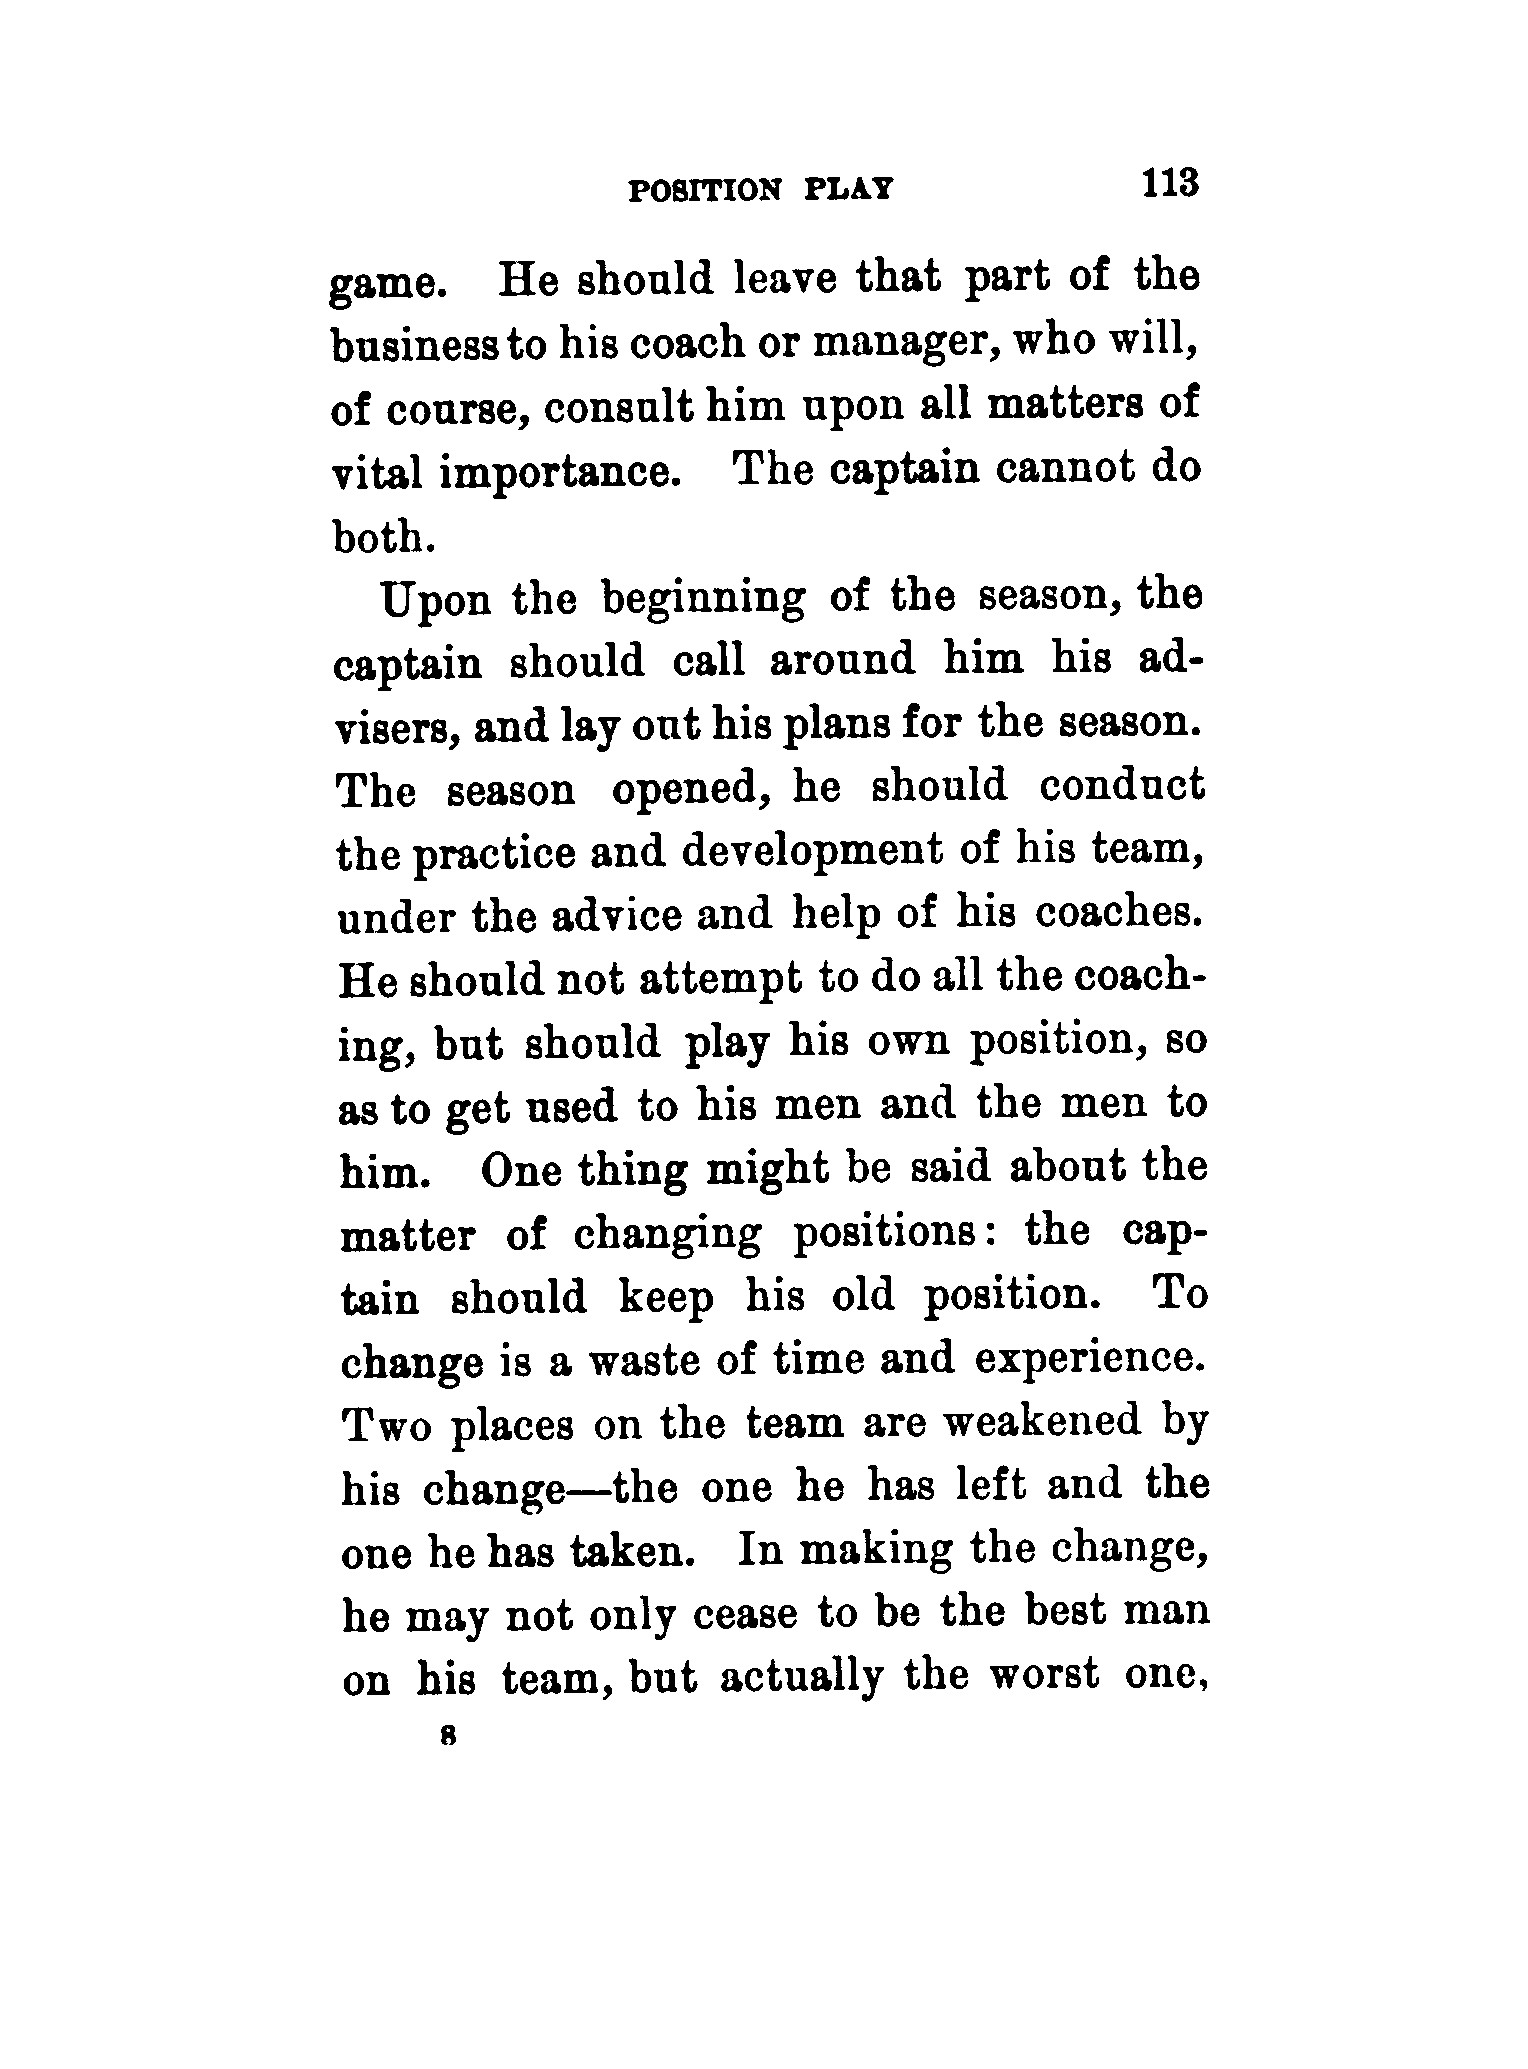 POSITION PLAY 113
game. He should leave that part of the
business to his coach or manager, who will,
of course, consult him upon all matters of
vital importance. The captain cannot do
both.
Upon the beginning of the season, the
captain should call around him his ad-
visers, and lay out his plans for the season.
The season opened, he should conduct
the practice and development of his team,
under the advice and help of his coaches.
He should not attempt to do all the coach-
ing, but should play his own position, so
as to get used to his men and the men to
him. One thing might be said about the
matter of changing positions: the cap-
tain should keep his old position. To
change is a waste of time and experience.
Two places on the team are weakened by
his change—the one he has left and the
one he has taken. In making the change,
he may not only cease to be the best man
on his team, but actually the worst one,
8